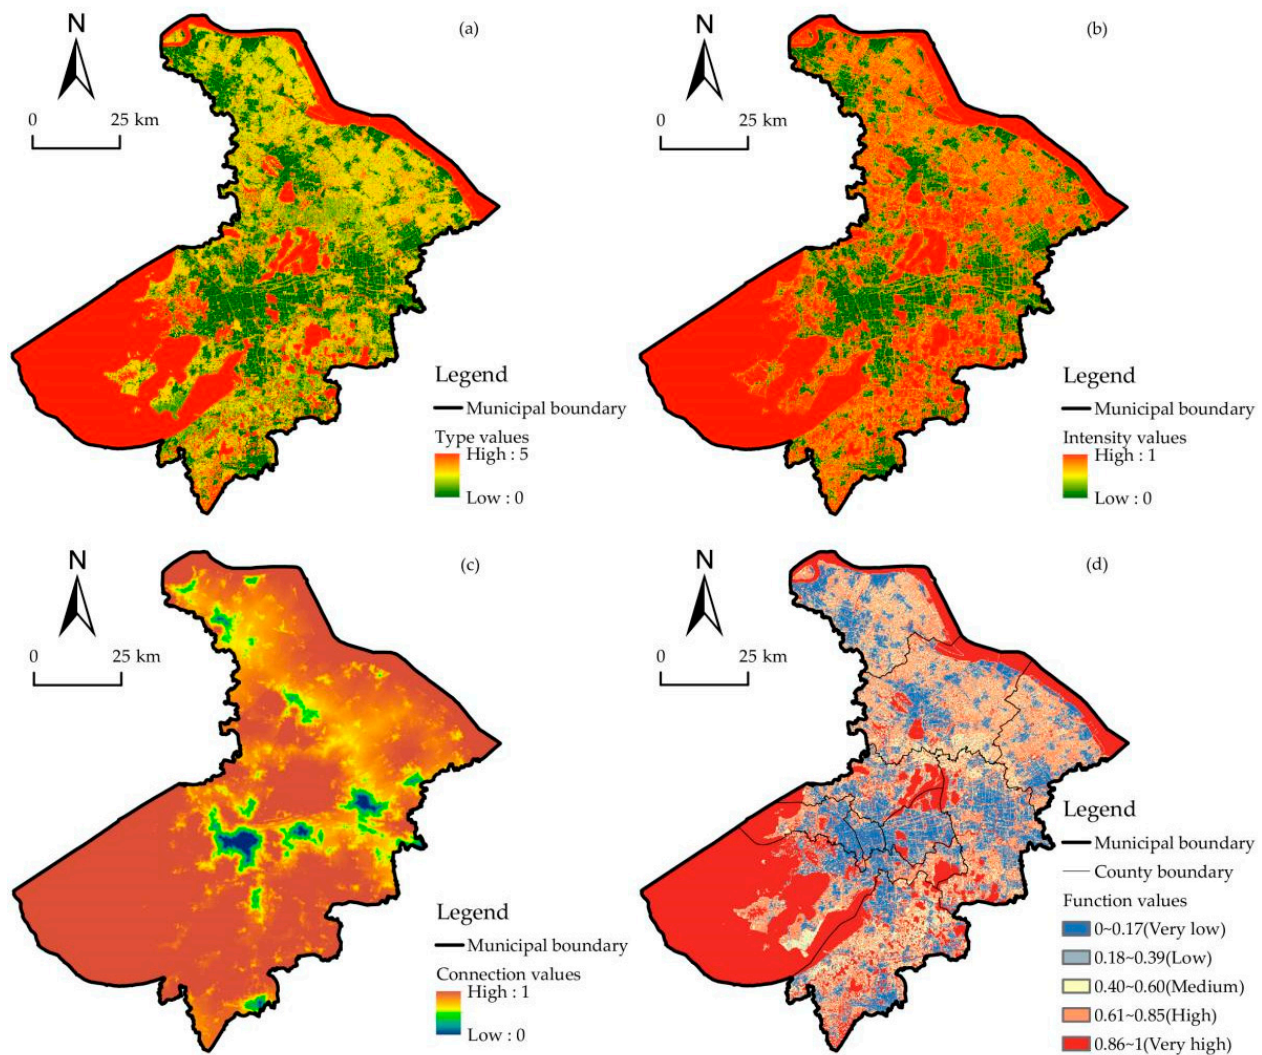 N
(a)
0 25 km
Legend
Municipal boundary
Type values
High : 5
Low : 0
N
(b)
0 25 km
Legend
Municipal boundary
Intensity values
High : 1
Low : 0
N
(c)
0 25 km
Legend
Municipal boundary
Connection values
High : 1
Low : 0
N
(d)
0 25 km
Legend
Municipal boundary
County boundary
Function values
0~0.17(Very low)
0.18~0.39(Low)
0.40~0.60(Medium)
0.61~0.85(High)
0.86~1(Very high)